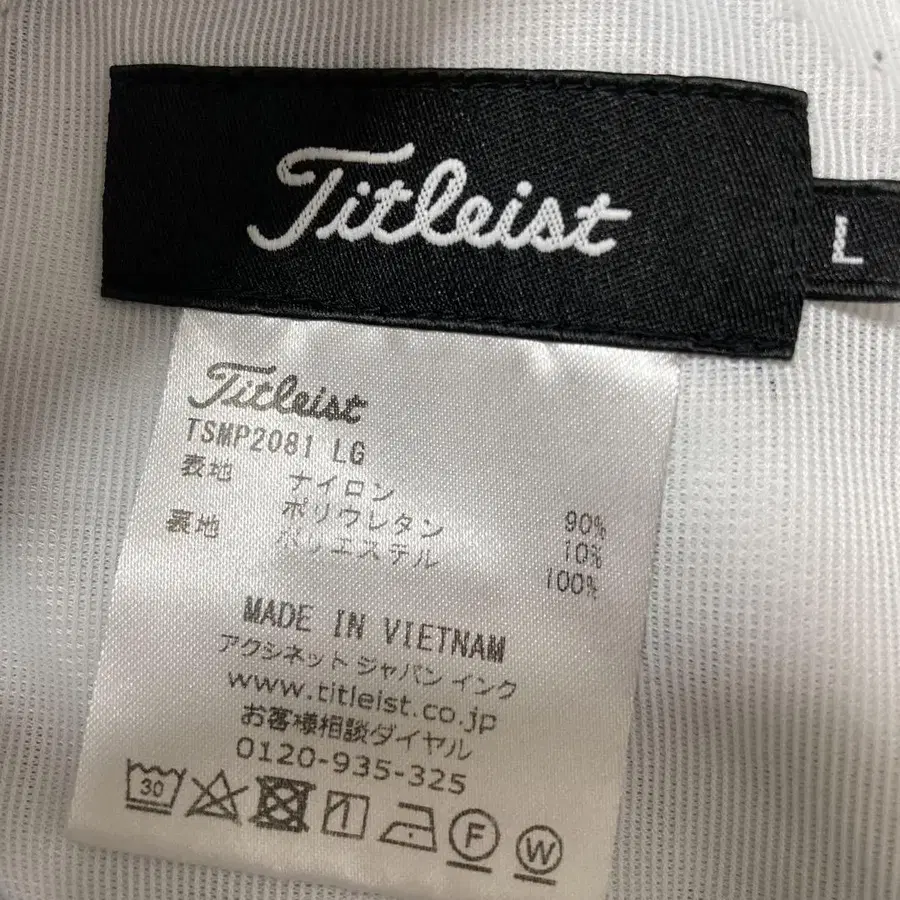 Titleist
L
Titleist
TSMP2081 LG
表地 ナイロン 90%
ポリウレタン 10%
裏地 ポリエステル 100%
MADE IN VIETNAM
アクシネット ジャパン インク
www.titleist.co.jp
お客様相談ダイヤル
0120-935-325
30 F W